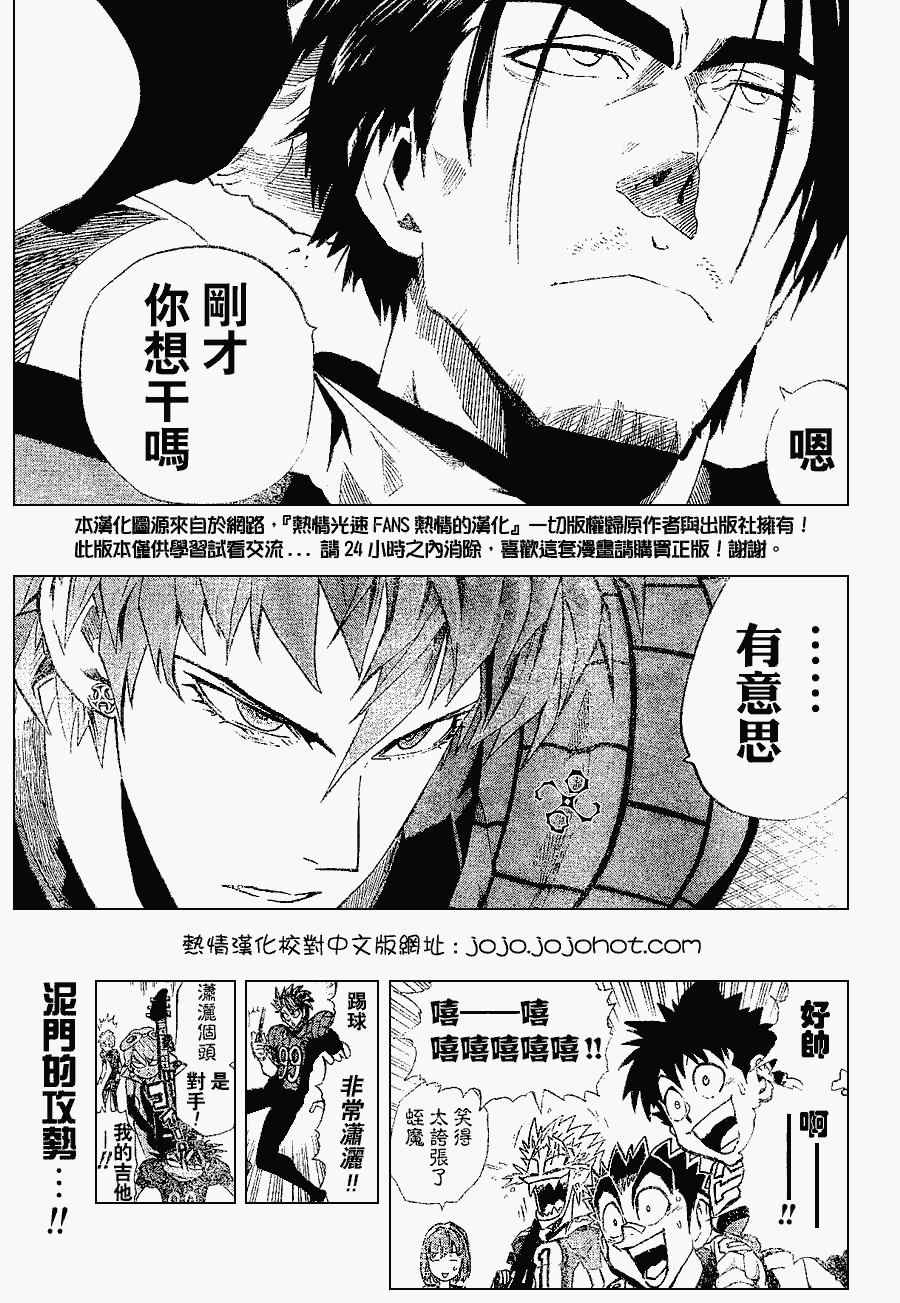 嗯
剛才
你想干嗎
本漢化圖源來自於網路，『熱情光速 FANS 熱情的漢化』一切版權歸原作者與出版社擁有！
此版本僅供學習試看交流... 請 24 小時之內消除，喜歡這套漫畫請購買正版！謝謝。
……
有意思
熱情漢化校對中文版網址：jojo.jojohot.com
好帥
——啊——!!
嘻——嘻
嘻嘻嘻嘻嘻!!
笑得
太誇張了
蛭魔
1
踢球
非常瀟灑!!
99
瀟灑個頭
是
對手!
我的吉他
!!
泥門的攻勢…!!